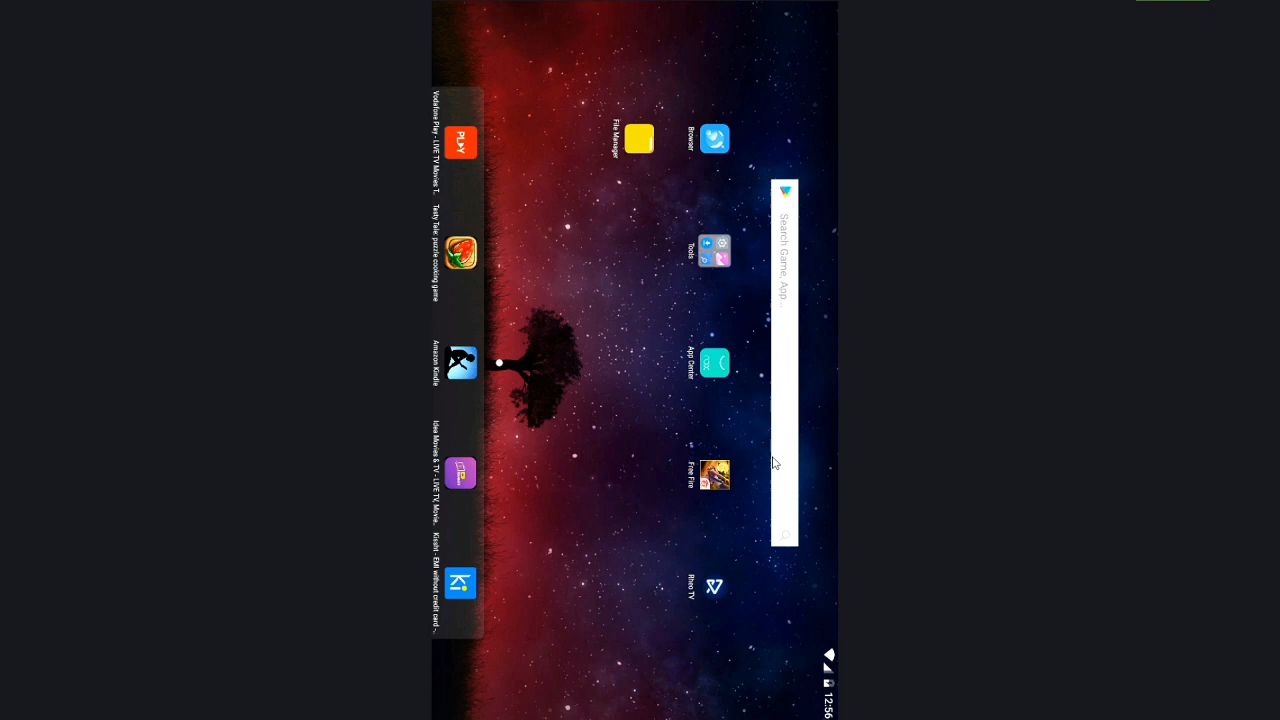 12:56
Search Game, App...
Browser
Tools
App Center
Free Fire
Rheo TV
File Manager
PLAY
Ki
Vodafone Play - LIVE TV Movies T..
Tasty Tale: puzzle cooking game
Amazon Kindle
Idea Movies & TV - LIVE TV, Movie..
Kissht - EMI without credit card -..